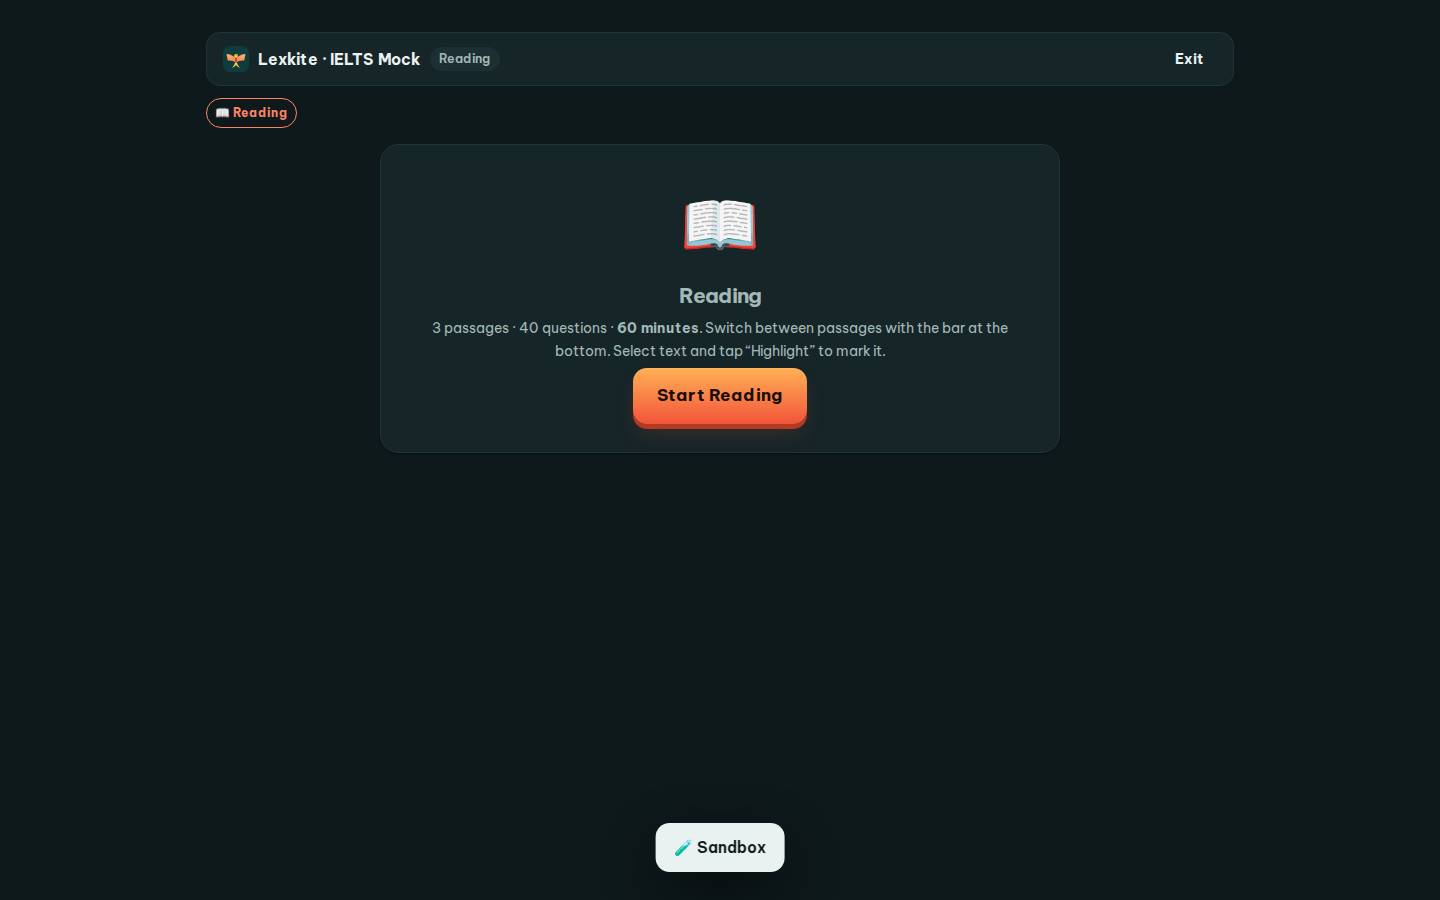 Lexkite · IELTS Mock Reading Exit
📖 Reading
Reading
3 passages · 40 questions · 60 minutes. Switch between passages with the bar at the
bottom. Select text and tap “Highlight” to mark it.
Start Reading
🧪 Sandbox